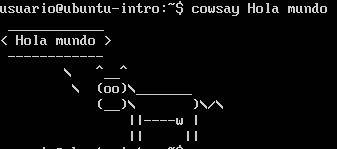 usuario@ubuntu-intro:~$ cowsay Hola mundo
 ____________
< Hola mundo >
 ------------
        \   ^__^
         \  (oo)\_______
            (__)\       )\/\
                ||----w |
                ||     ||